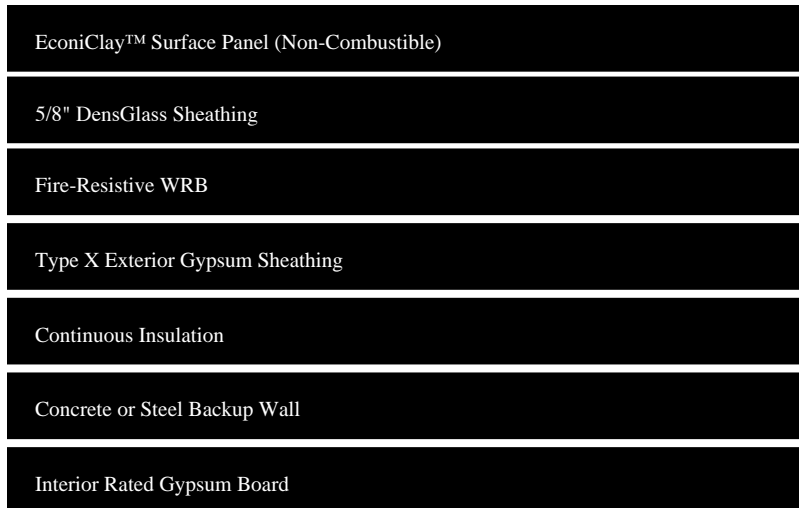 EconiClay™ Surface Panel (Non-Combustible)
5/8" DensGlass Sheathing
Fire-Resistive WRB
Type X Exterior Gypsum Sheathing
Continuous Insulation
Concrete or Steel Backup Wall
Interior Rated Gypsum Board